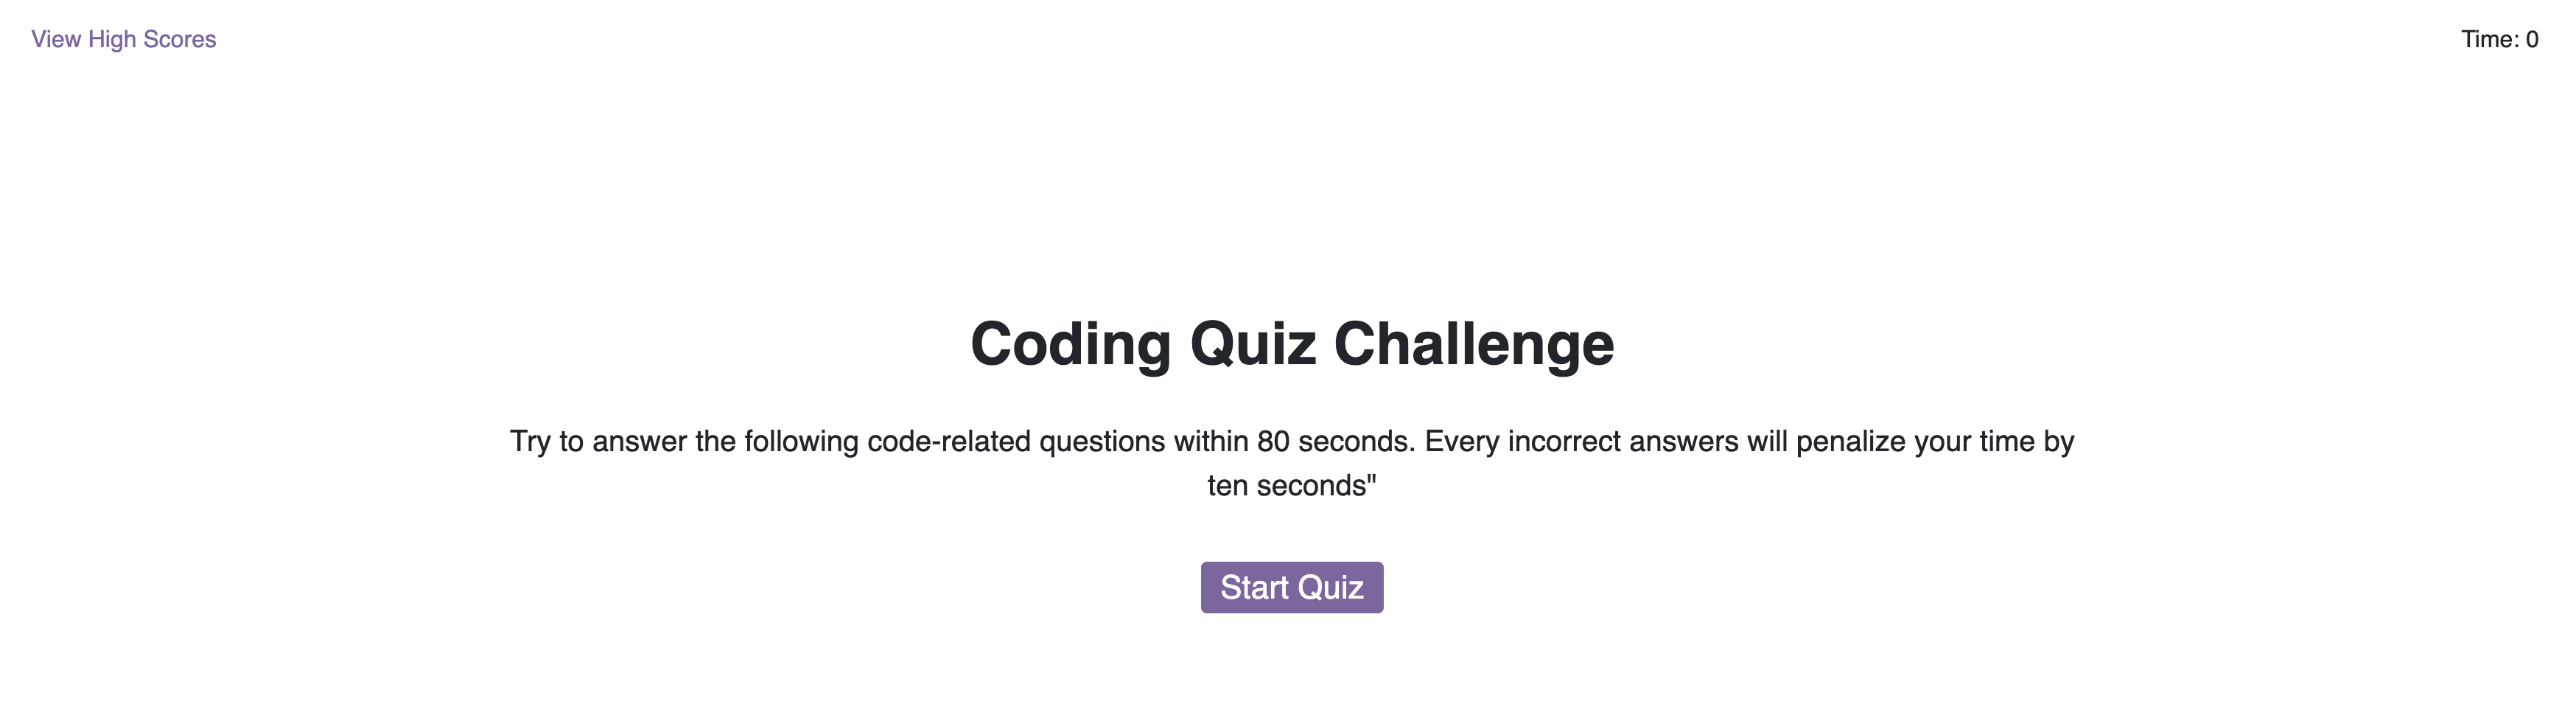 View High Scores
Time: 0
Coding Quiz Challenge
Try to answer the following code-related questions within 80 seconds. Every incorrect answers will penalize your time by
ten seconds"
Start Quiz